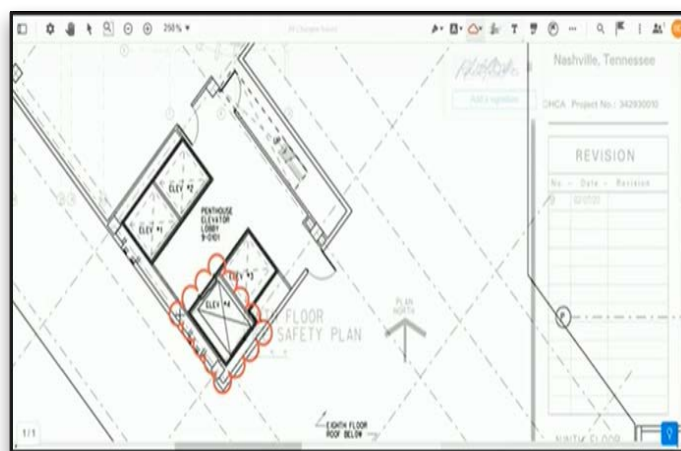 250%
Nashville, Tennessee
Add a signature
DHCA Project No.: 342930010
REVISION
No. - Date - Revision
ELEV #2
ELEV #1
PENTHOUSE
ELEVATOR
LOBBY
9-0101
ELEV #3
ELEV #4
FLOOR
SAFETY PLAN
PLAN
NORTH
EIGHTH FLOOR
ROOF BELOW
1 / 1
NINTH FLOOR